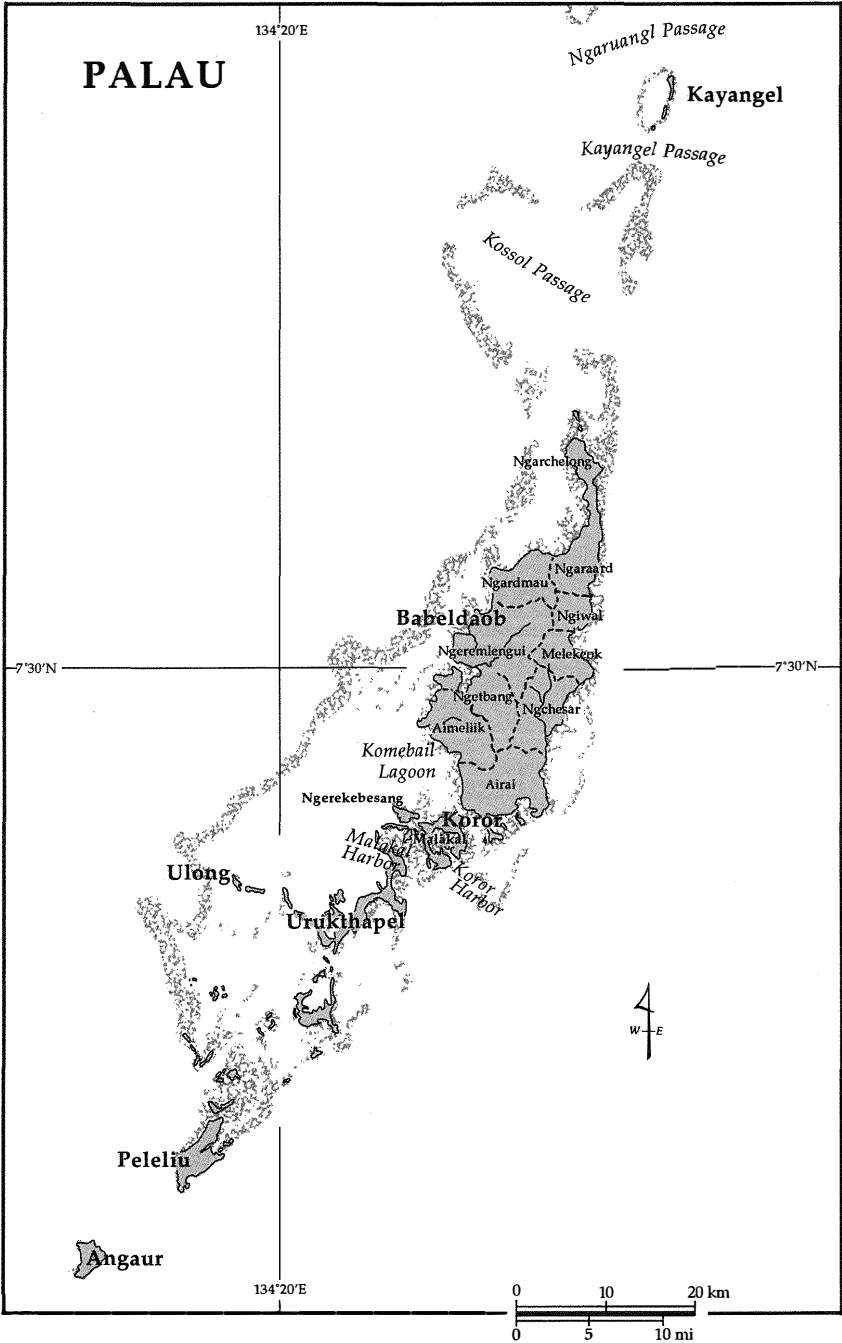 134°20'E
Ngaruangl Passage
PALAU
Kayangel
Kayangel Passage
Kossol Passage
Ngarchelong
Ngaraard
Ngardmau
Babeldaob
Ngiwal
Ngeremlengui
Melekeok
7°30'N
7°30'N
Ngetbang
Ngchesar
Aimeliik
Komebail
Lagoon
Airai
Ngerekebesang
Koror
Malakal
Malakal
Harbor
Koror
Harbor
Ulong
Urukthapel
W E
Peleliu
Angaur
134°20'E
0 10 20 km
0 5 10 mi